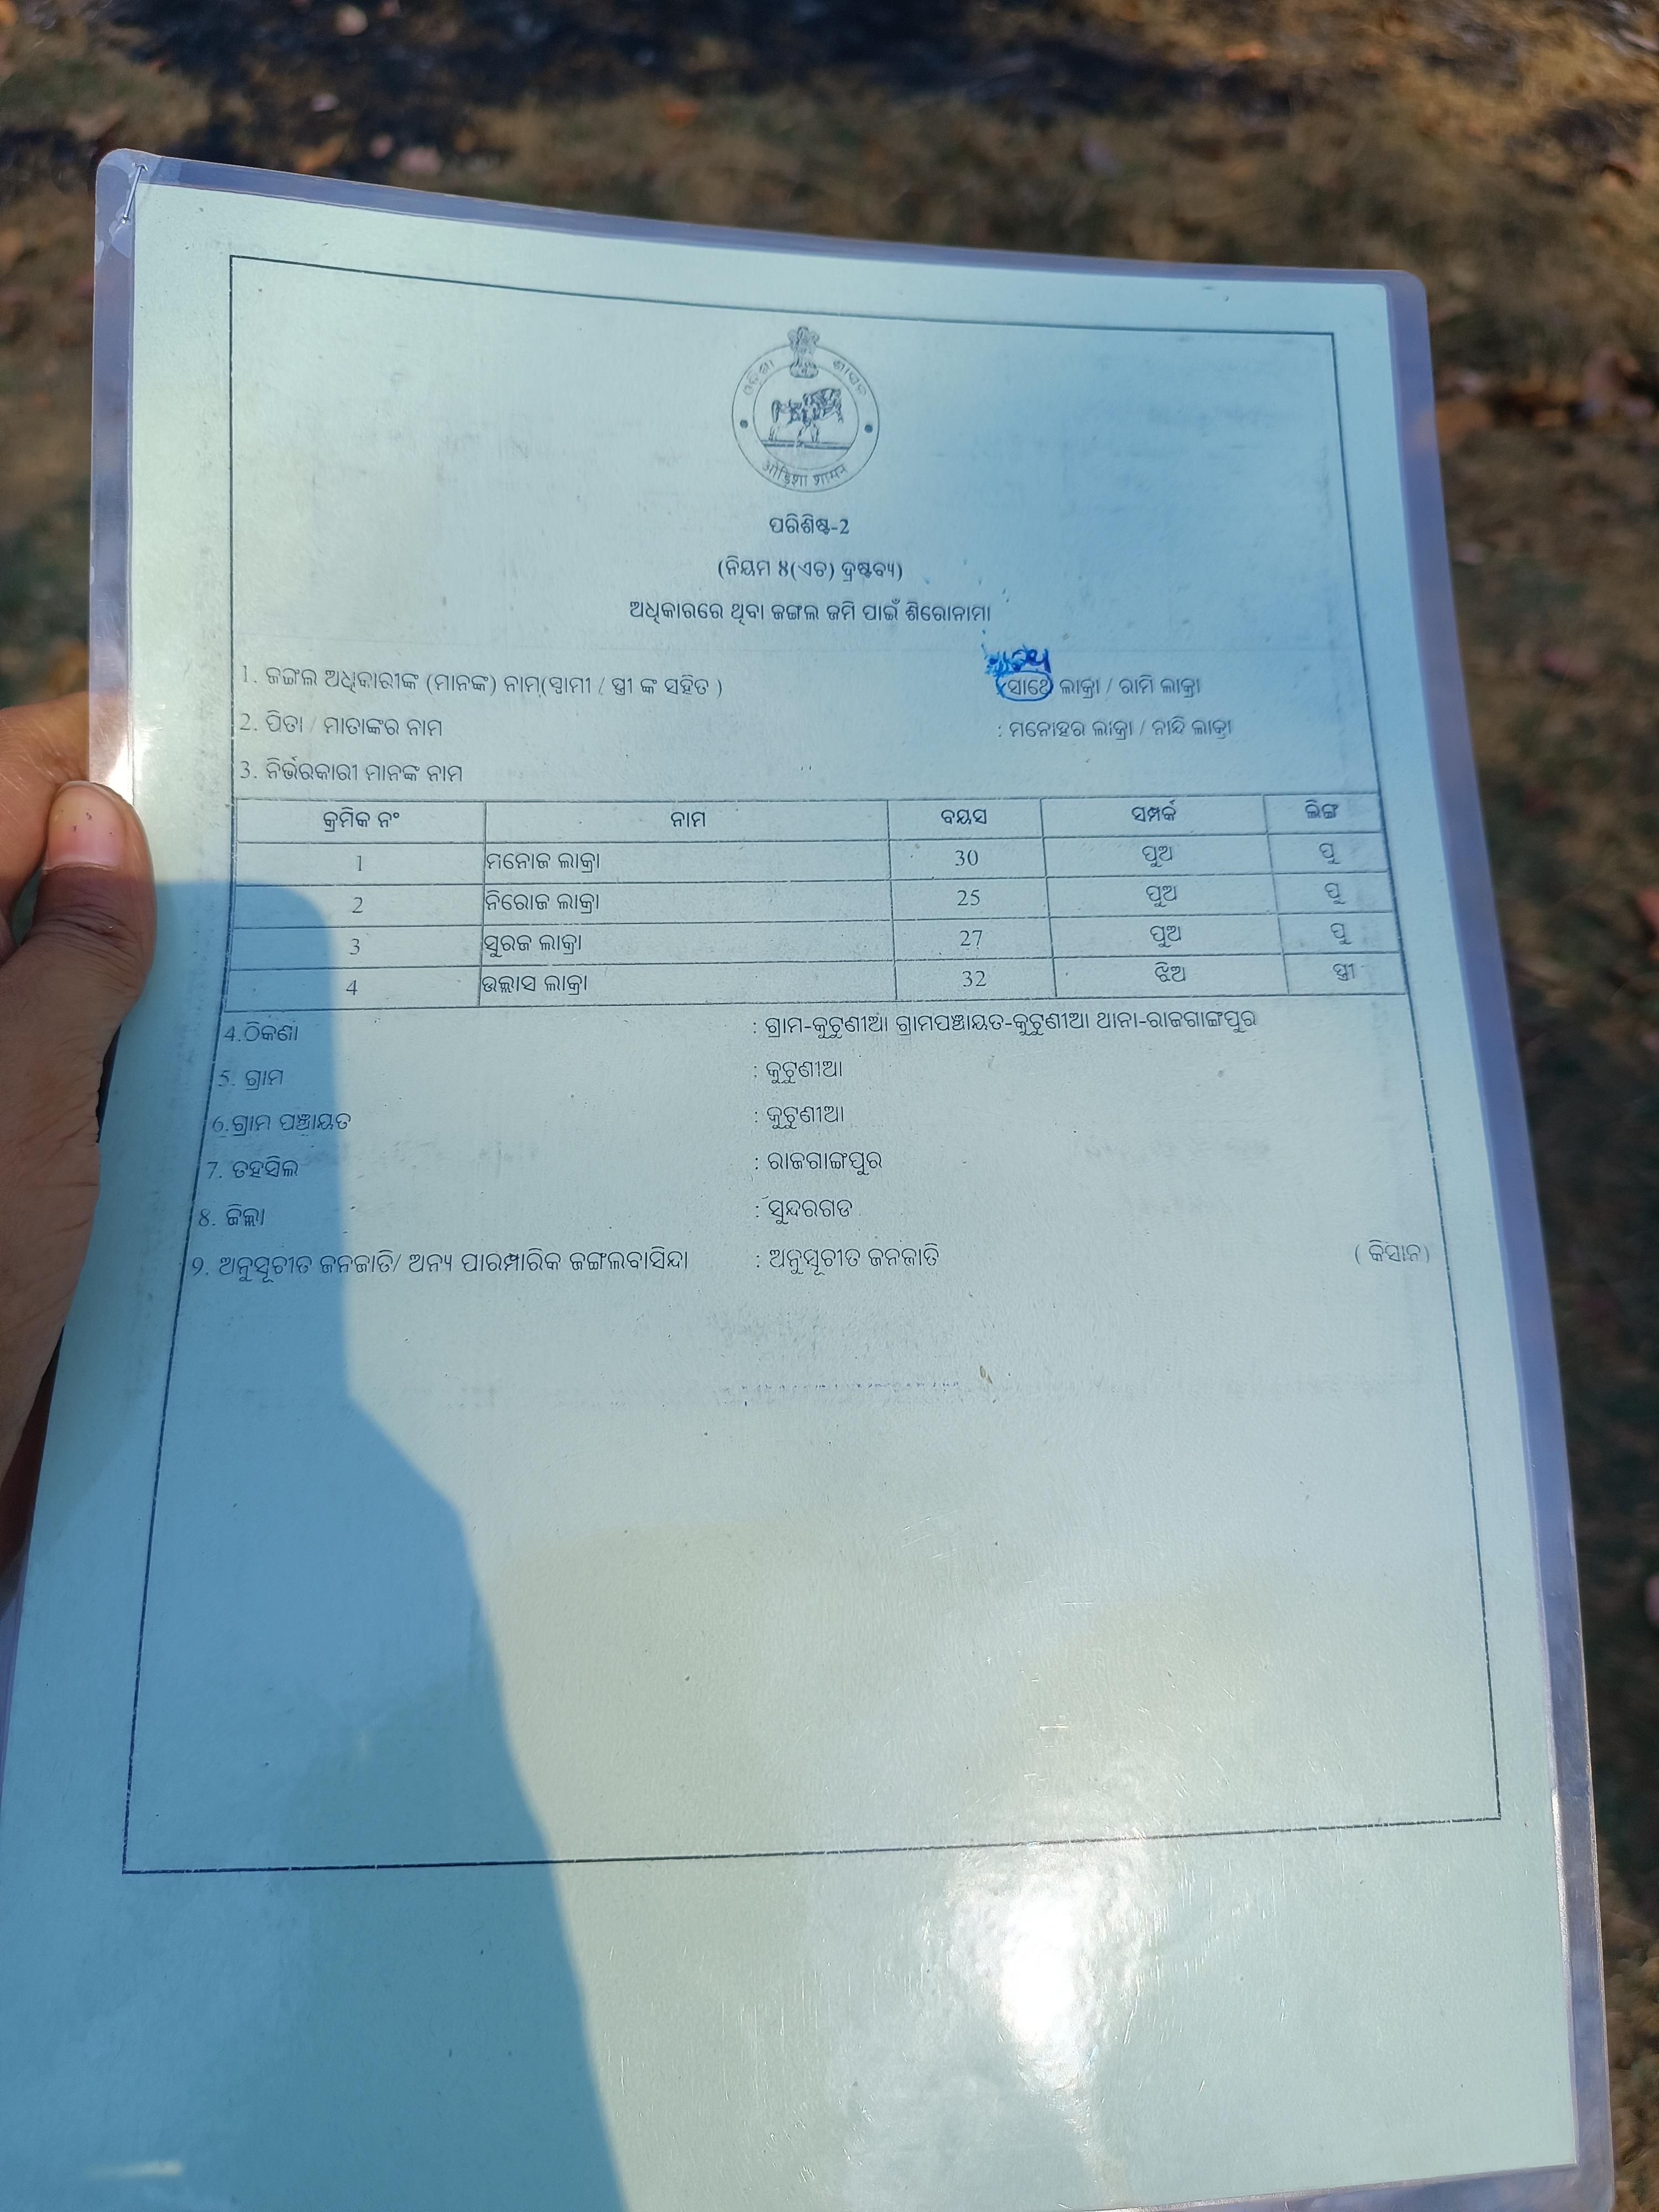 ଓଡ଼ିଶା ଶାସନ
ओड़िशा शासन
ପରିଶିଷ୍ଟ-2
(ନିୟମ ୪(ଏଚ) ଦ୍ରଷ୍ଟବ୍ୟ)
ଅଧିକାରରେ ଥିବା ଜଙ୍ଗଲ ଜମି ପାଇଁ ଶିରୋନାମା
1. ଜଙ୍ଗଲ ଅଧିକାରୀଙ୍କ (ମାନଙ୍କ) ନାମ(ସ୍ୱାମୀ / ସ୍ତ୍ରୀ ଙ୍କ ସହିତ ) : ସାଥେ ଲାକ୍ରା / ରାମି ଲାକ୍ରା
2. ପିତା / ମାତାଙ୍କର ନାମ : ମନୋହର ଲାକ୍ରା / ନାନ୍ଦି ଲାକ୍ରା
3. ନିର୍ଭରକାରୀ ମାନଙ୍କ ନାମ
କ୍ରମିକ ନଂ ନାମ ବୟସ ସମ୍ପର୍କ ଲିଙ୍ଗ
1 ମନୋଜ ଲାକ୍ରା 30 ପୁଅ ପୁ
2 ନିରୋଜ ଲାକ୍ରା 25 ପୁଅ ପୁ
3 ସୁରଜ ଲାକ୍ରା 27 ପୁଅ ପୁ
4 ଉଲ୍ଲାସ ଲାକ୍ରା 32 ଝିଅ ସ୍ତ୍ରୀ
4.ଠିକଣା : ଗ୍ରାମ-କୁଟୁଣୀଆ ଗ୍ରାମପଞ୍ଚାୟତ-କୁଟୁଣୀଆ ଥାନା-ରାଜଗାଙ୍ଗପୁର
5. ଗ୍ରାମ : କୁଟୁଣୀଆ
6.ଗ୍ରାମ ପଞ୍ଚାୟତ : କୁଟୁଣୀଆ
7. ତହସିଲ : ରାଜଗାଙ୍ଗପୁର
8. ଜିଲ୍ଲା : ସୁନ୍ଦରଗଡ
9. ଅନୁସୂଚୀତ ଜନଜାତି/ ଅନ୍ୟ ପାରମ୍ପାରିକ ଜଙ୍ଗଲବାସିନ୍ଦା : ଅନୁସୂଚୀତ ଜନଜାତି ( କିସାନ)